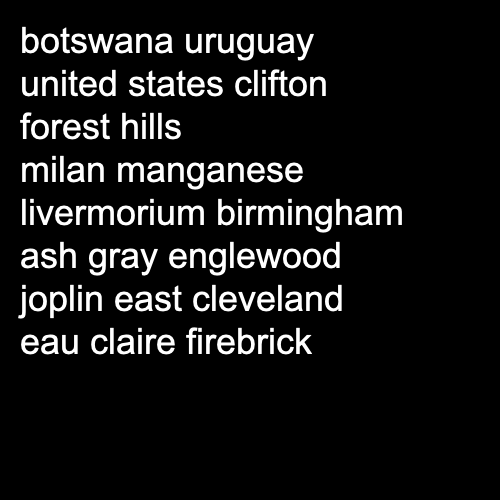 botswana uruguay
united states clifton
forest hills
milan manganese
livermorium birmingham
ash gray englewood
joplin east cleveland
eau claire firebrick